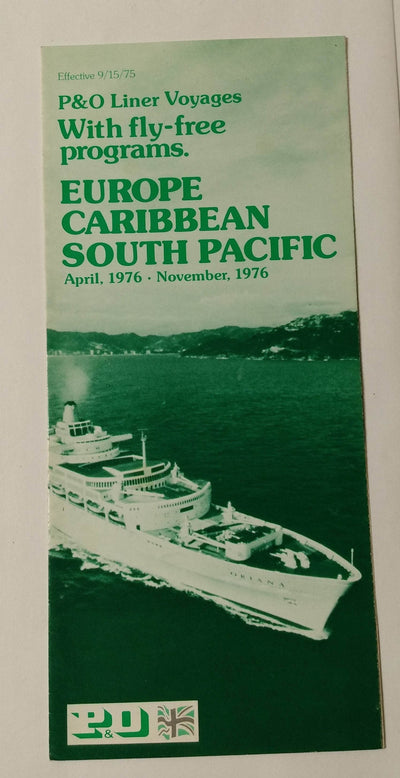 Effective 9/15/75
P&O Liner Voyages
With fly-free
programs.
EUROPE
CARIBBEAN
SOUTH PACIFIC
April, 1976 · November, 1976
ORIANA
P&O